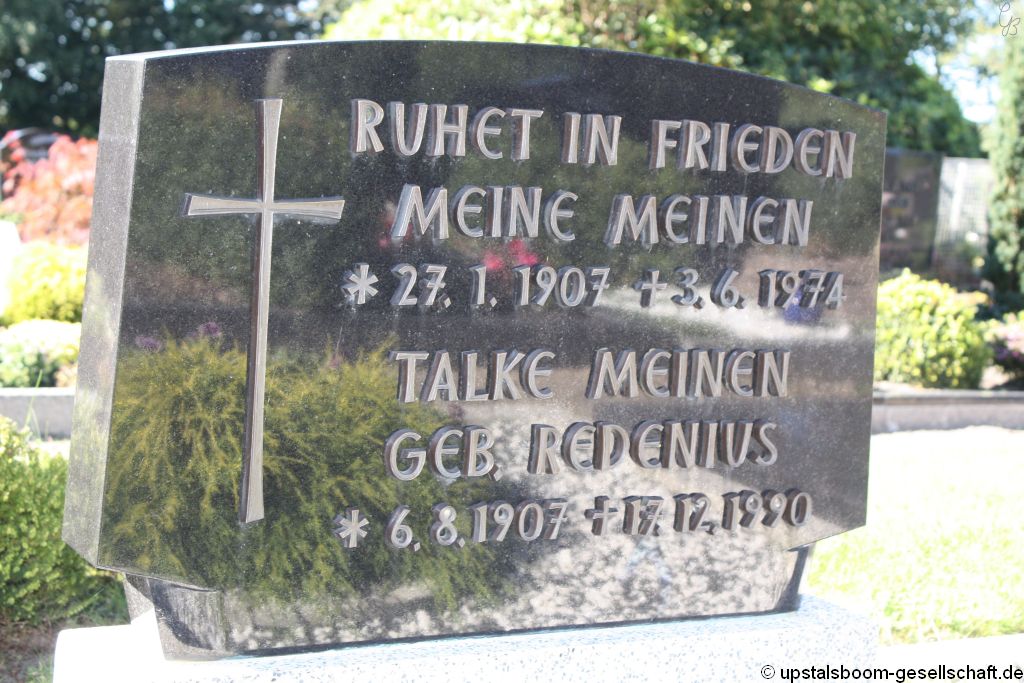 RUHET IN FRIEDEN
MEINE MEINEN
* 27. 1. 1907 ✝ 3. 6. 1974
TALKE MEINEN
GEB. REDENIUS
* 6. 8. 1907 ✝ 17. 12. 1990
© upstalsboom-gesellschaft.de